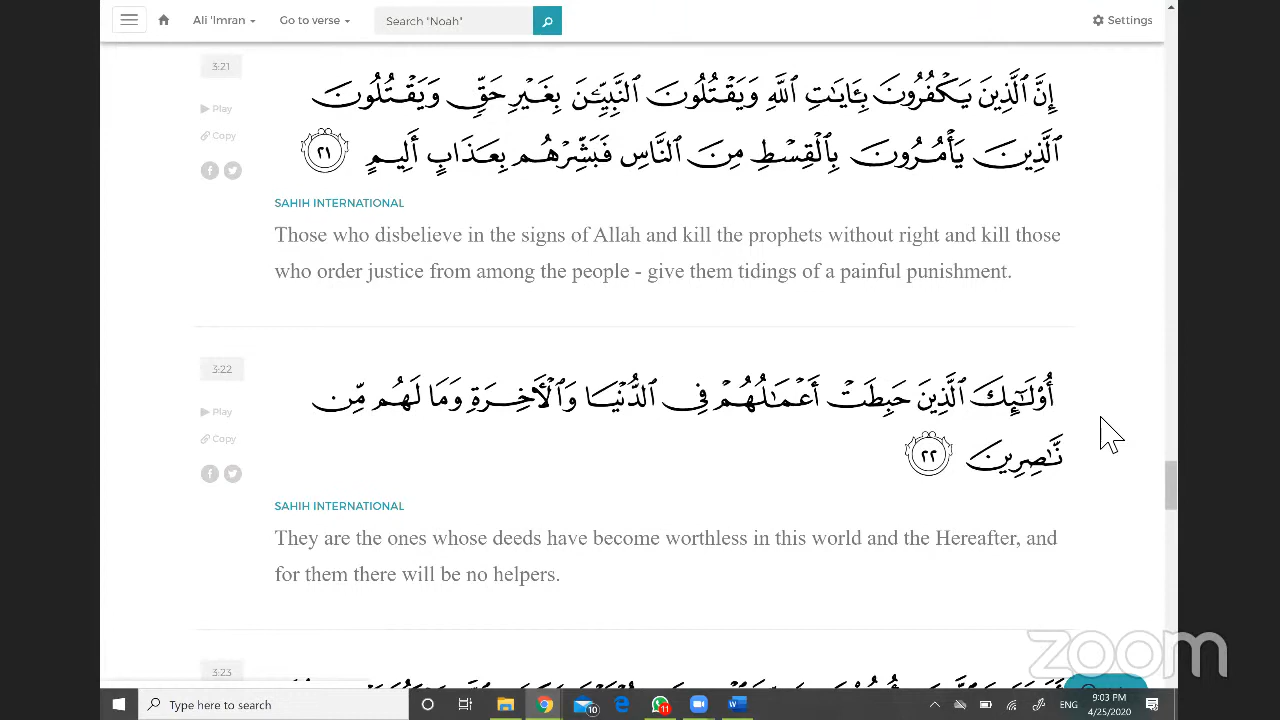 Ali 'Imran
Go to verse
Search "Noah"
Settings
3:21
Play
Copy
إِنَّ ٱلَّذِينَ يَكْفُرُونَ بِـَٔايَـٰتِ ٱللَّهِ وَيَقْتُلُونَ ٱلنَّبِيِّـۧنَ بِغَيْرِ حَقٍّۢ وَيَقْتُلُونَ
ٱلَّذِينَ يَأْمُرُونَ بِٱلْقِسْطِ مِنَ ٱلنَّاسِ فَبَشِّرْهُم بِعَذَابٍ أَلِيمٍ ٢١
SAHIH INTERNATIONAL
Those who disbelieve in the signs of Allah and kill the prophets without right and kill those
who order justice from among the people - give them tidings of a painful punishment.
3:22
Play
Copy
أُو۟لَـٰٓئِكَ ٱلَّذِينَ حَبِطَتْ أَعْمَـٰلُهُمْ فِى ٱلدُّنْيَا وَٱلْـَٔاخِرَةِ وَمَا لَهُم مِّن
نَّـٰصِرِينَ ٢٢
SAHIH INTERNATIONAL
They are the ones whose deeds have become worthless in this world and the Hereafter, and
for them there will be no helpers.
3:23
zoom
Type here to search
10
11
ENG
9:03 PM
4/25/2020